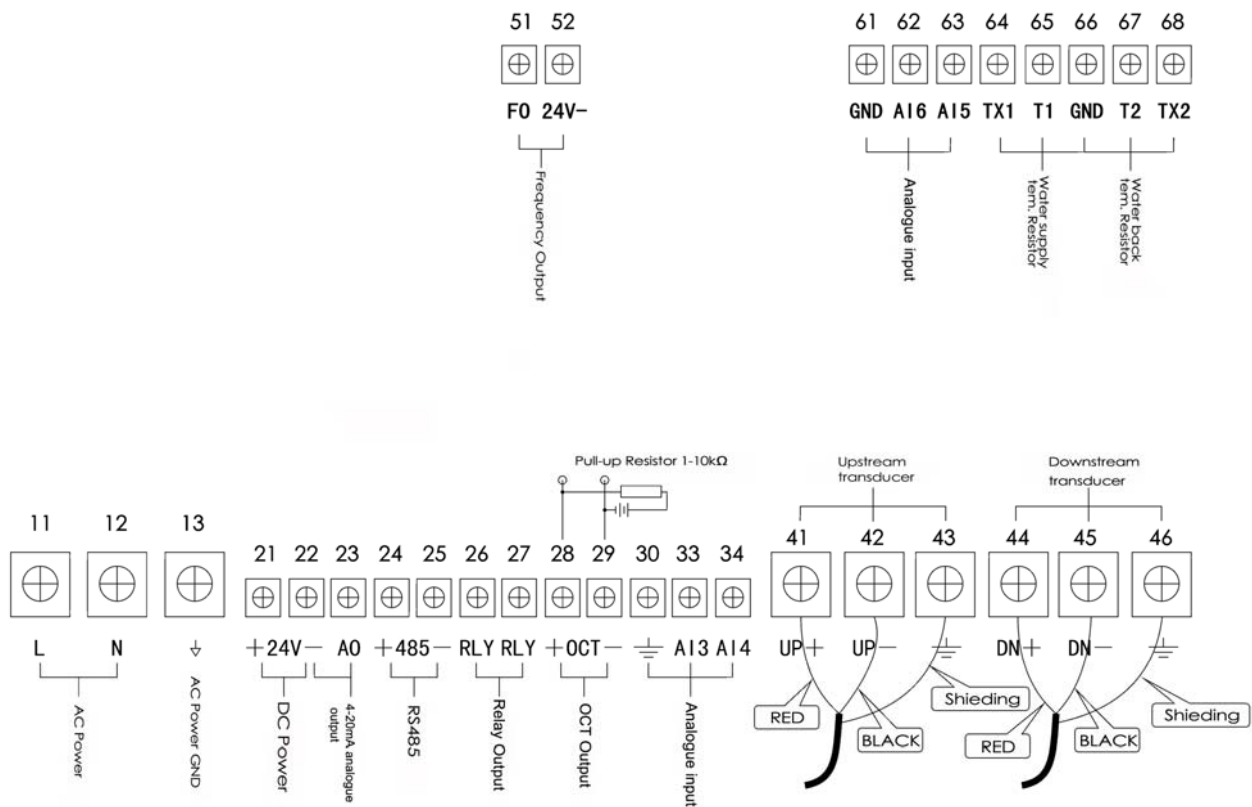 51 52
FO 24V-
Frequency Output
61 62 63 64 65 66 67 68
GND AI6 AI5 TX1 T1 GND T2 TX2
Analogue input
Water supply
tem. Resistor
Water back
tem. Resistor
Pull-up Resistor 1-10kΩ
Upstream
transducer
Downstream
transducer
11 12 13
21 22 23 24 25 26 27 28 29 30 33 34
41 42 43 44 45 46
L N
+24V- AO +485- RLY RLY +OCT- AI3 AI4
UP+ UP- DN+ DN-
AC Power
AC Power GND
DC Power
4-20mA analogue
output
RS485
Relay Output
OCT Output
Analogue input
RED
BLACK
Shieding
RED
BLACK
Shieding